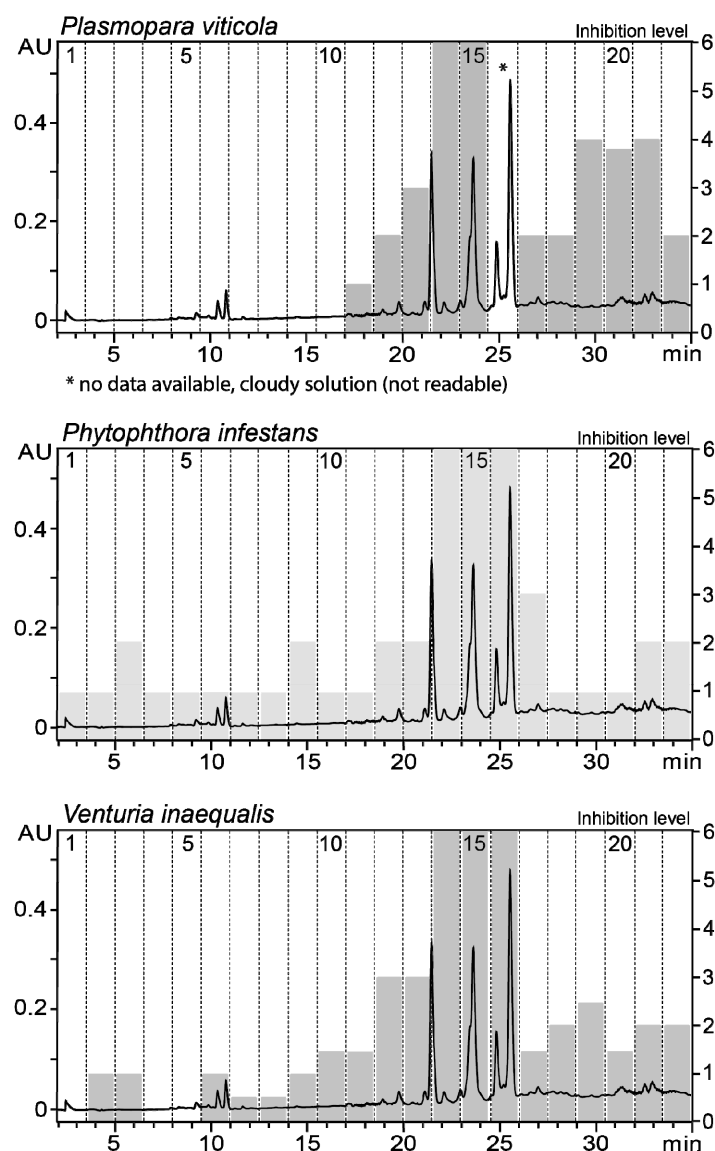 Plasmopara viticola
AU Inhibition level
1 5 10 15 20 6
* 5
0.4 4
3
0.2 2
1
0 0
5 10 15 20 25 30 min
* no data available, cloudy solution (not readable)
Phytophthora infestans
AU Inhibition level
1 5 10 15 20 6
5
0.4 4
3
0.2 2
1
0 0
5 10 15 20 25 30 min
Venturia inaequalis
AU Inhibition level
1 5 10 15 20 6
5
0.4 4
3
0.2 2
1
0 0
5 10 15 20 25 30 min